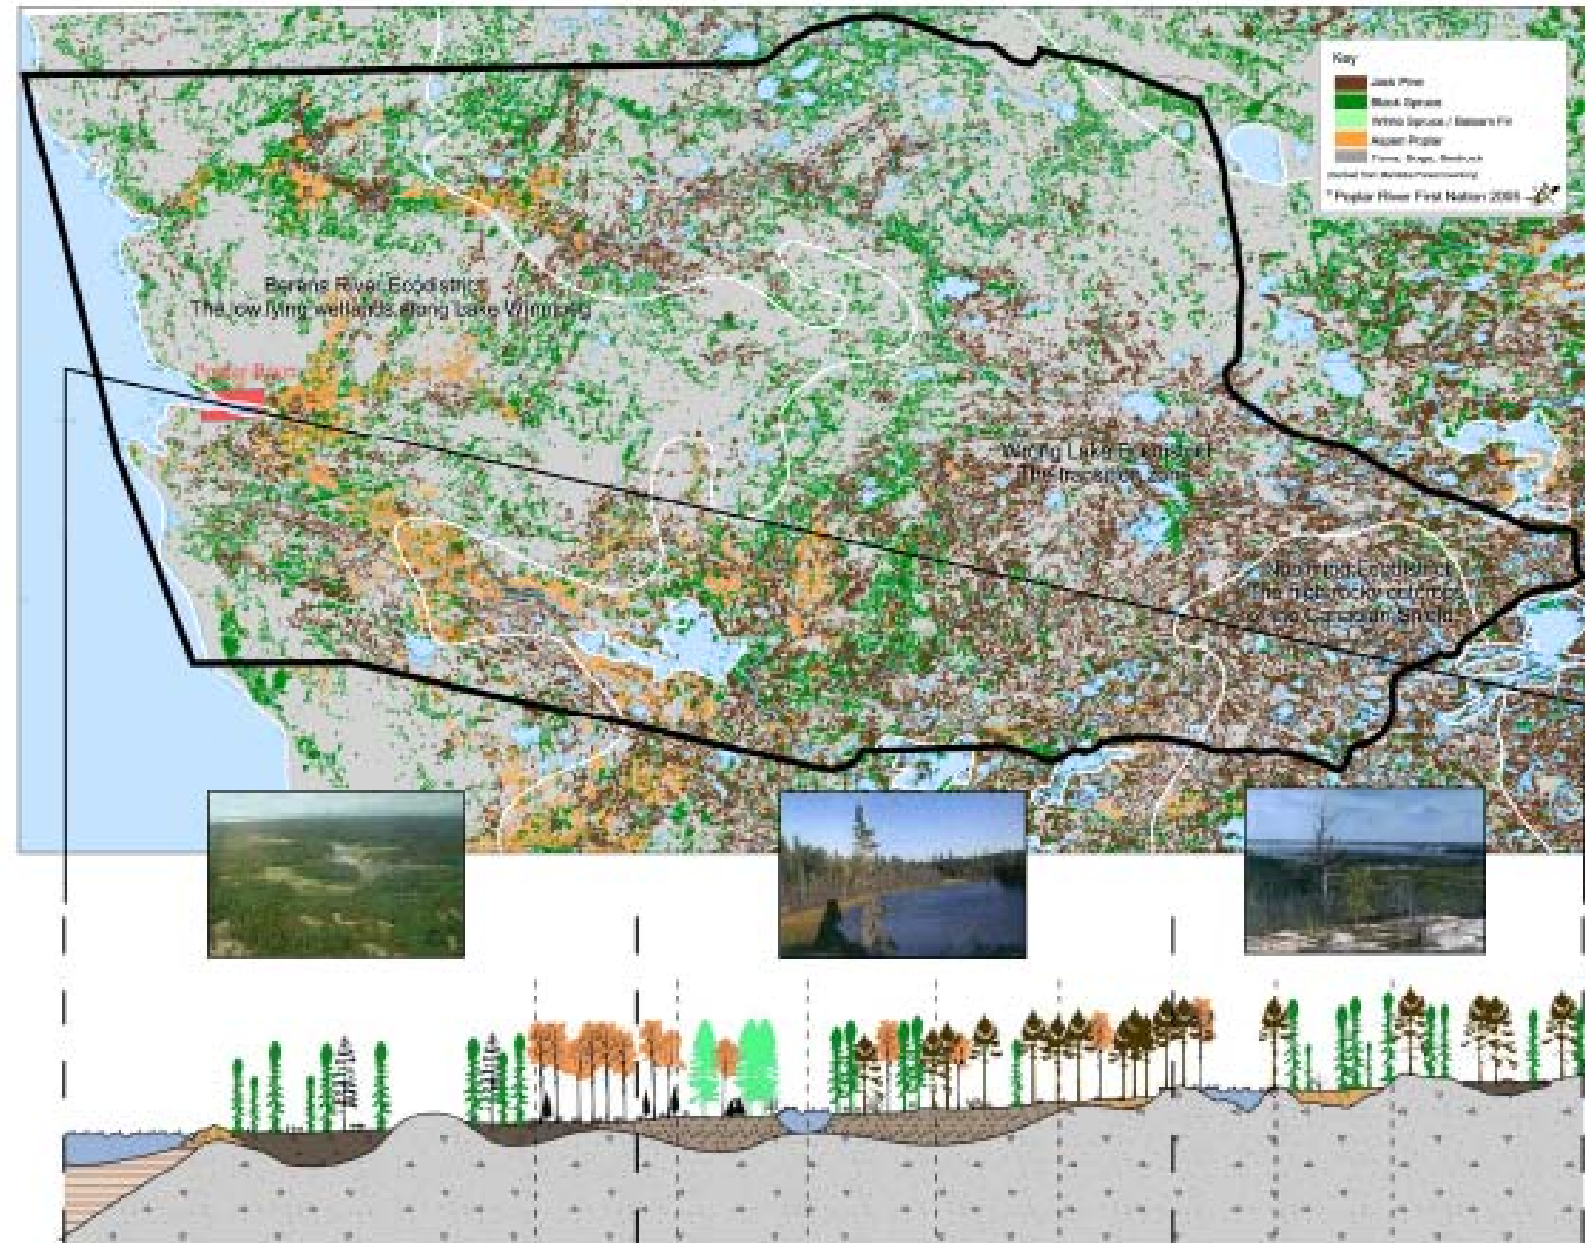 Key
Jack Pine
Black Spruce
White Spruce / Balsam Fir
Aspen Poplar
Poplar River First Nation
Berens River Ecodistrict
The low lying wetlands along Lake Winnipeg
Poplar River
Wrong Lake Ecodistrict
The transition
Ecodistrict
The high rocky outcrops
of the Canadian Shield